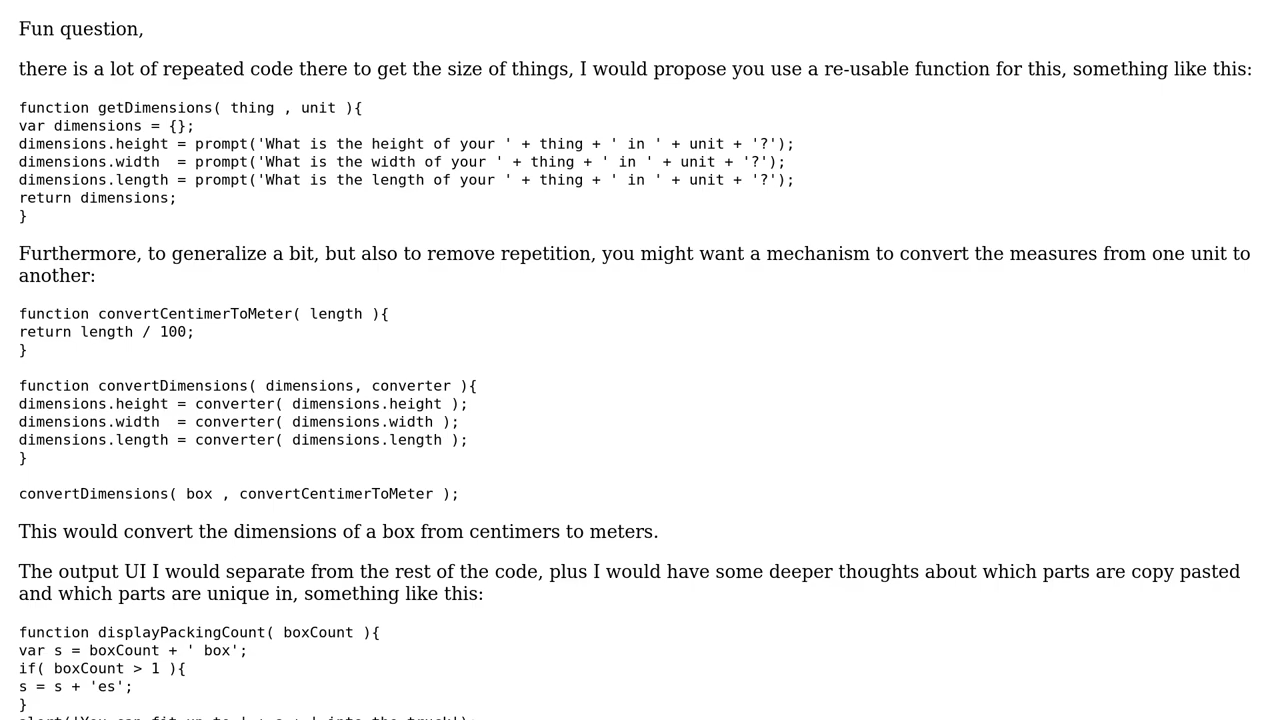 Fun question,
there is a lot of repeated code there to get the size of things, I would propose you use a re-usable function for this, something like this:
function getDimensions( thing , unit ){
var dimensions = {};
dimensions.height = prompt('What is the height of your ' + thing + ' in ' + unit + '?');
dimensions.width  = prompt('What is the width of your ' + thing + ' in ' + unit + '?');
dimensions.length = prompt('What is the length of your ' + thing + ' in ' + unit + '?');
return dimensions;
}
Furthermore, to generalize a bit, but also to remove repetition, you might want a mechanism to convert the measures from one unit to
another:
function convertCentimerToMeter( length ){
return length / 100;
}
function convertDimensions( dimensions, converter ){
dimensions.height = converter( dimensions.height );
dimensions.width  = converter( dimensions.width );
dimensions.length = converter( dimensions.length );
}
convertDimensions( box , convertCentimerToMeter );
This would convert the dimensions of a box from centimers to meters.
The output UI I would separate from the rest of the code, plus I would have some deeper thoughts about which parts are copy pasted
and which parts are unique in, something like this:
function displayPackingCount( boxCount ){
var s = boxCount + ' box';
if( boxCount > 1 ){
s = s + 'es';
}
alert('You can fit up to ' + s + ' into the truck');